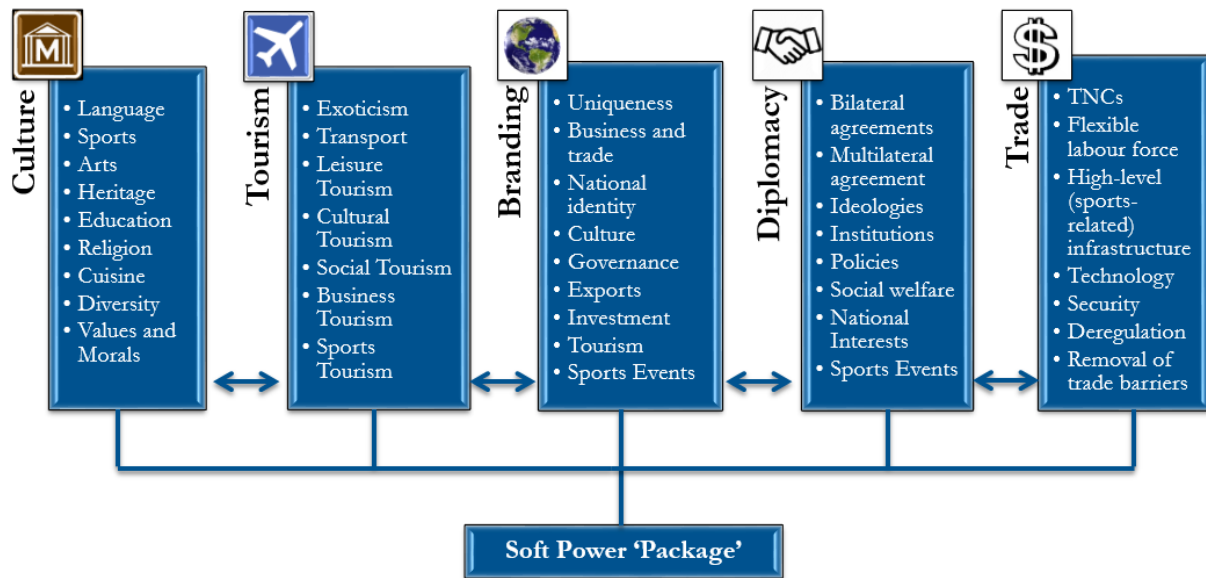 M
Culture
• Language
• Sports
• Arts
• Heritage
• Education
• Religion
• Cuisine
• Diversity
• Values and
Morals
Tourism
• Exoticism
• Transport
• Leisure
Tourism
• Cultural
Tourism
• Social Tourism
• Business
Tourism
• Sports
Tourism
Branding
• Uniqueness
• Business and
trade
• National
identity
• Culture
• Governance
• Exports
• Investment
• Tourism
• Sports Events
Diplomacy
• Bilateral
agreements
• Multilateral
agreement
• Ideologies
• Institutions
• Policies
• Social welfare
• National
Interests
• Sports Events
$
Trade
• TNCs
• Flexible
labour force
• High-level
(sports-
related)
infrastructure
• Technology
• Security
• Deregulation
• Removal of
trade barriers
Soft Power ‘Package’